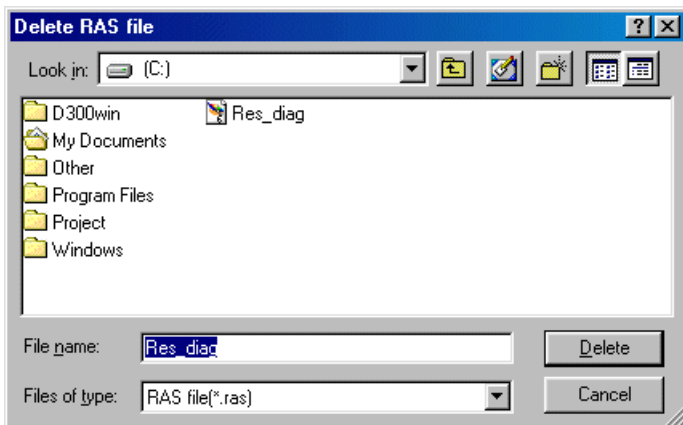 Delete RAS file
Look in: (C:)
D300win Res_diag
My Documents
Other
Program Files
Project
Windows
File name: Res_diag Delete
Files of type: RAS file(*.ras) Cancel